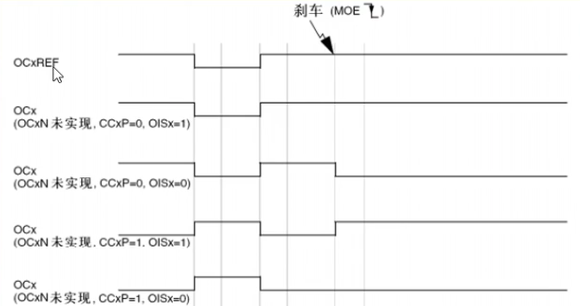 刹车 (MOE )
OCxREF
OCx
(OCxN 未实现, CCxP=0, OISx=1)
OCx
(OCxN 未实现, CCxP=0, OISx=0)
OCx
(OCxN 未实现, CCxP=1, OISx=1)
OCx
(OCxN 未实现, CCxP=1, OISx=0)